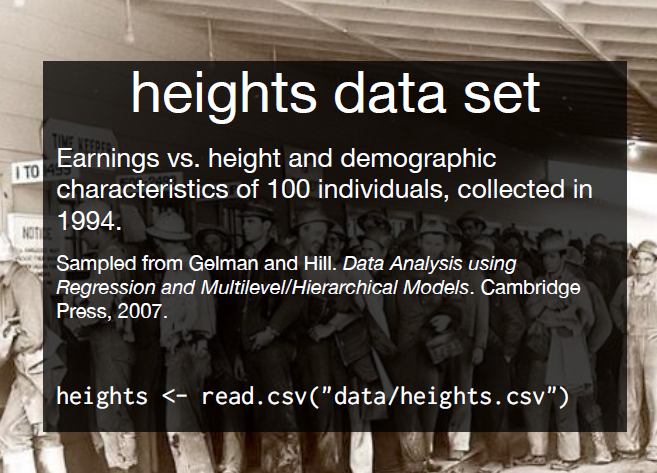 heights data set
TIME KEEPER
1 TO 1499
Earnings vs. height and demographic
characteristics of 100 individuals, collected in
1994.
NOTICE
Sampled from Gelman and Hill. Data Analysis using
Regression and Multilevel/Hierarchical Models. Cambridge
Press, 2007.
heights <- read.csv("data/heights.csv")